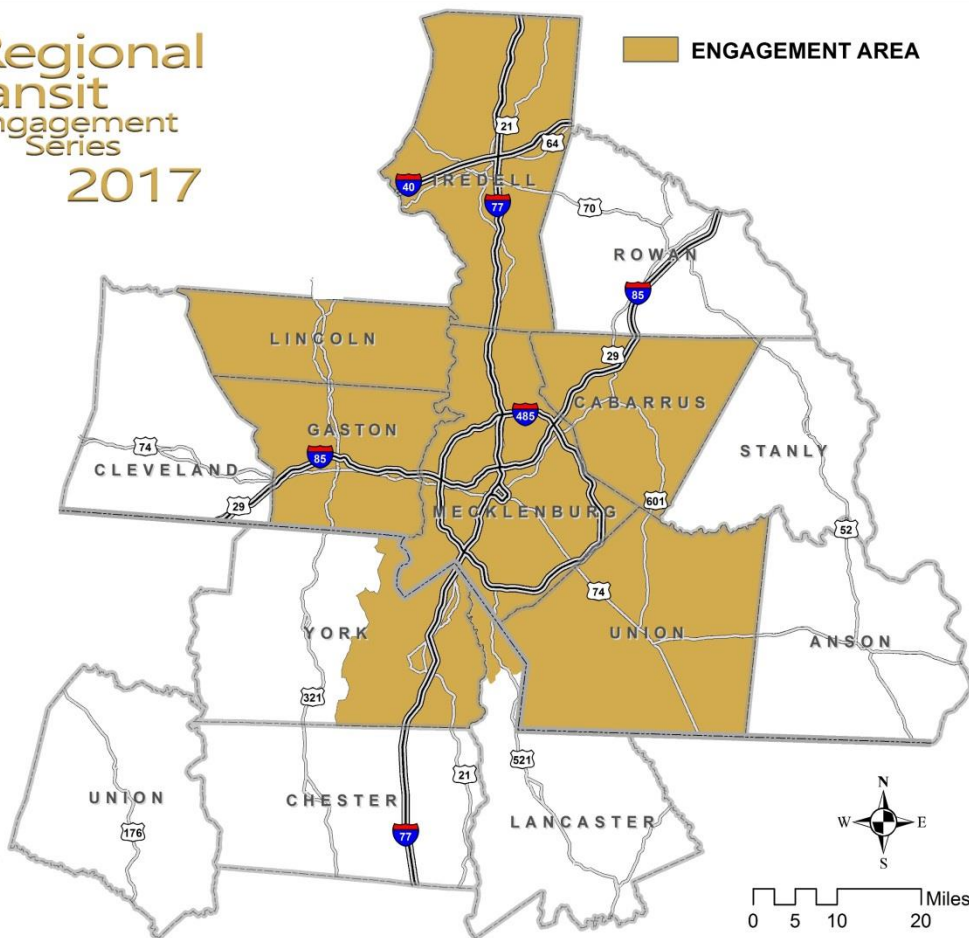 Regional
ransit
ngagement
Series
2017
ENGAGEMENT AREA
21
64
40
IREDELL
77
70
ROWAN
85
LINCOLN
29
CABARRUS
485
GASTON
74
85
STANLY
CLEVELAND
29
MECKLENBURG
601
52
74
YORK
UNION
ANSON
321
521
21
UNION
CHESTER
176
77
LANCASTER
N
W
E
S
Miles
0 5 10 20